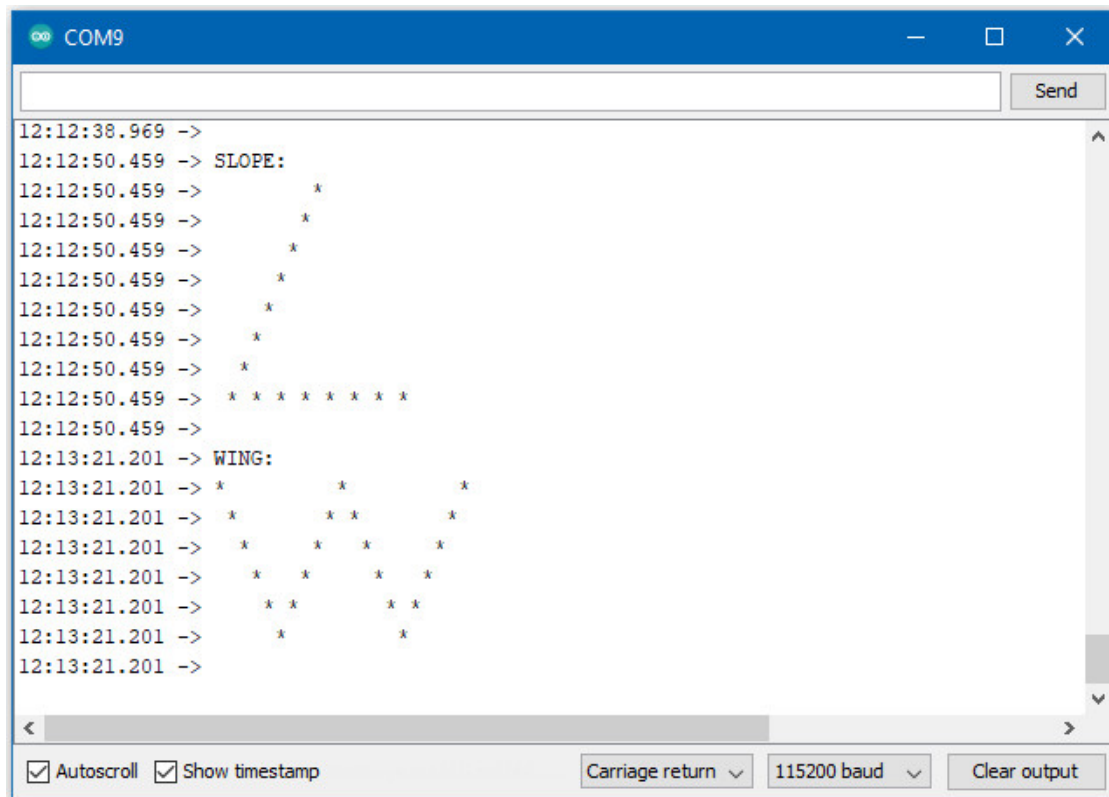 COM9
Send
12:12:38.969 ->
12:12:50.459 -> SLOPE:
12:12:50.459 ->         *
12:12:50.459 ->        *
12:12:50.459 ->       *
12:12:50.459 ->      *
12:12:50.459 ->     *
12:12:50.459 ->    *
12:12:50.459 ->   *
12:12:50.459 ->  * * * * * * * *
12:12:50.459 ->
12:13:21.201 -> WING:
12:13:21.201 -> *         *         *
12:13:21.201 ->  *       * *       *
12:13:21.201 ->   *     *   *     *
12:13:21.201 ->    *   *     *   *
12:13:21.201 ->     * *       * *
12:13:21.201 ->      *         *
12:13:21.201 ->
Autoscroll Show timestamp Carriage return 115200 baud Clear output